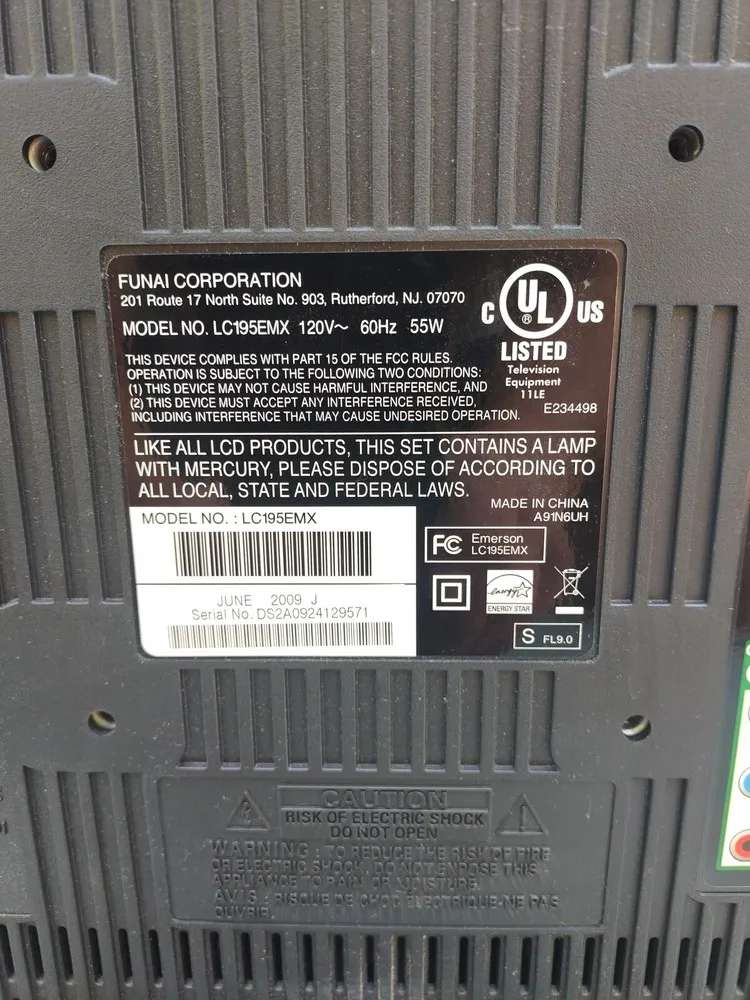 FUNAI CORPORATION
201 Route 17 North Suite No. 903, Rutherford, NJ. 07070
MODEL NO. LC195EMX 120V~ 60Hz 55W
C UL US
®
LISTED
Television
Equipment
11LE
E234498
THIS DEVICE COMPLIES WITH PART 15 OF THE FCC RULES.
OPERATION IS SUBJECT TO THE FOLLOWING TWO CONDITIONS:
(1) THIS DEVICE MAY NOT CAUSE HARMFUL INTERFERENCE, AND
(2) THIS DEVICE MUST ACCEPT ANY INTERFERENCE RECEIVED,
INCLUDING INTERFERENCE THAT MAY CAUSE UNDESIRED OPERATION.
LIKE ALL LCD PRODUCTS, THIS SET CONTAINS A LAMP
WITH MERCURY, PLEASE DISPOSE OF ACCORDING TO
ALL LOCAL, STATE AND FEDERAL LAWS.
MADE IN CHINA
A91N6UH
MODEL NO. : LC195EMX
FC Emerson
LC195EMX
JUNE 2009 J
Serial No. DS2A0924129571
energy
ENERGY STAR
S FL9.0
CAUTION
RISK OF ELECTRIC SHOCK
DO NOT OPEN
WARNING : TO REDUCE THE RISK OF FIRE
OR ELECTRIC SHOCK, DO NOT EXPOSE THIS
APPLIANCE TO RAIN OR MOISTURE.
AVIS : RISQUE DE CHOC ELECTRIQUE-NE PAS
OUVRIR.